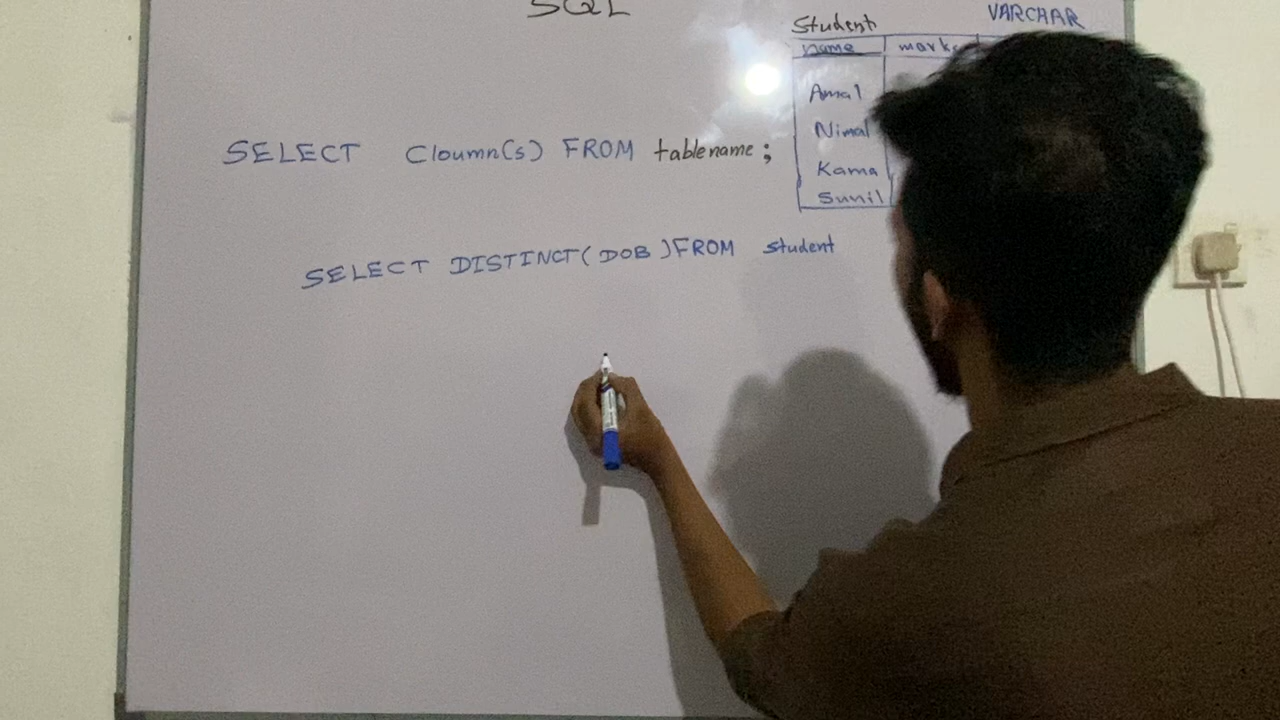 SQL
Student VARCHAR
name mark
Amal
Nimal
Kama
Sunil
SELECT Cloumn(s) FROM tablename ;
SELECT DISTINCT( DOB )FROM student